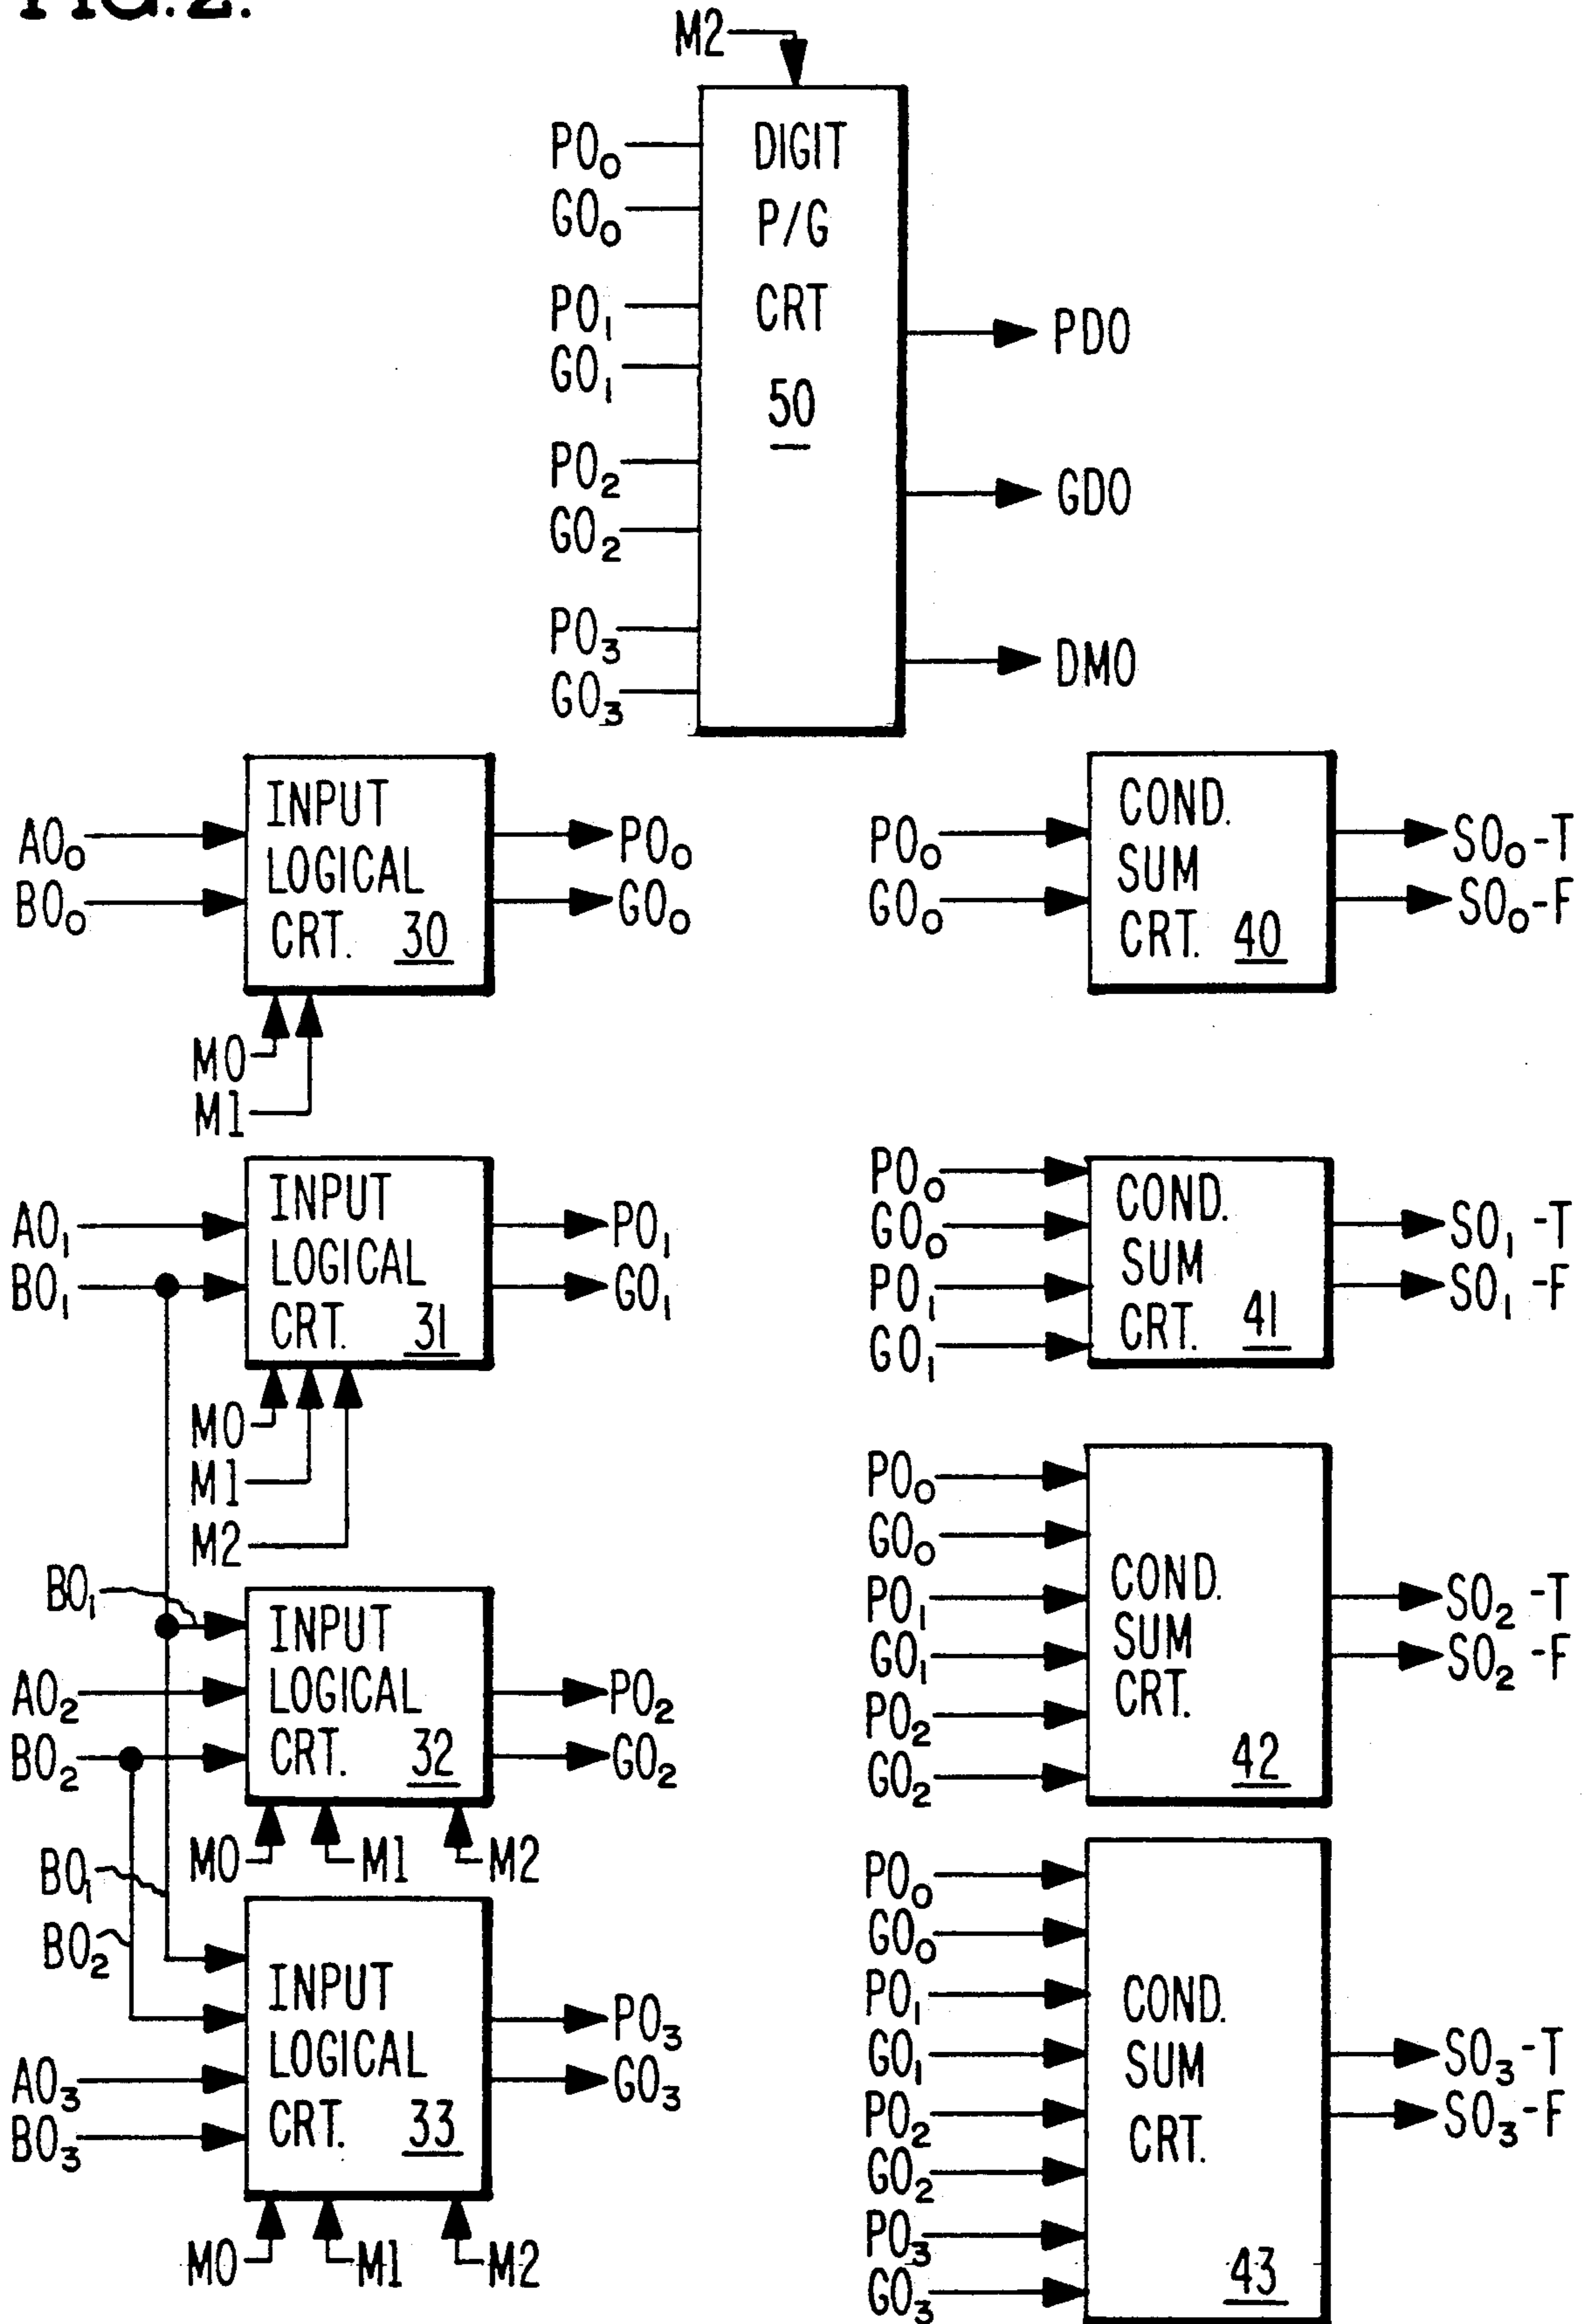 FIG. 2.
M2
PO₀
GO₀
PO₁
GO₁
PO₂
GO₂
PO₃
GO₃
DIGIT
P/G
CRT
50
PDO
GDO
DMO
AO₀
BO₀
INPUT
LOGICAL
CRT. 30
PO₀
GO₀
M0
M1
PO₀
GO₀
COND.
SUM
CRT. 40
SO₀-T
SO₀-F
AO₁
BO₁
INPUT
LOGICAL
CRT. 31
PO₁
GO₁
M0
M1
M2
PO₀
GO₀
PO₁
GO₁
COND.
SUM
CRT. 41
SO₁-T
SO₁-F
BO₁
AO₂
BO₂
INPUT
LOGICAL
CRT. 32
PO₂
GO₂
M0 M1 M2
PO₀
GO₀
PO₁
GO₁
PO₂
GO₂
COND.
SUM
CRT.
42
SO₂-T
SO₂-F
BO₁
BO₂
AO₃
BO₃
INPUT
LOGICAL
CRT. 33
PO₃
GO₃
M0 M1 M2
PO₀
GO₀
PO₁
GO₁
PO₂
GO₂
PO₃
GO₃
COND.
SUM
CRT.
43
SO₃-T
SO₃-F